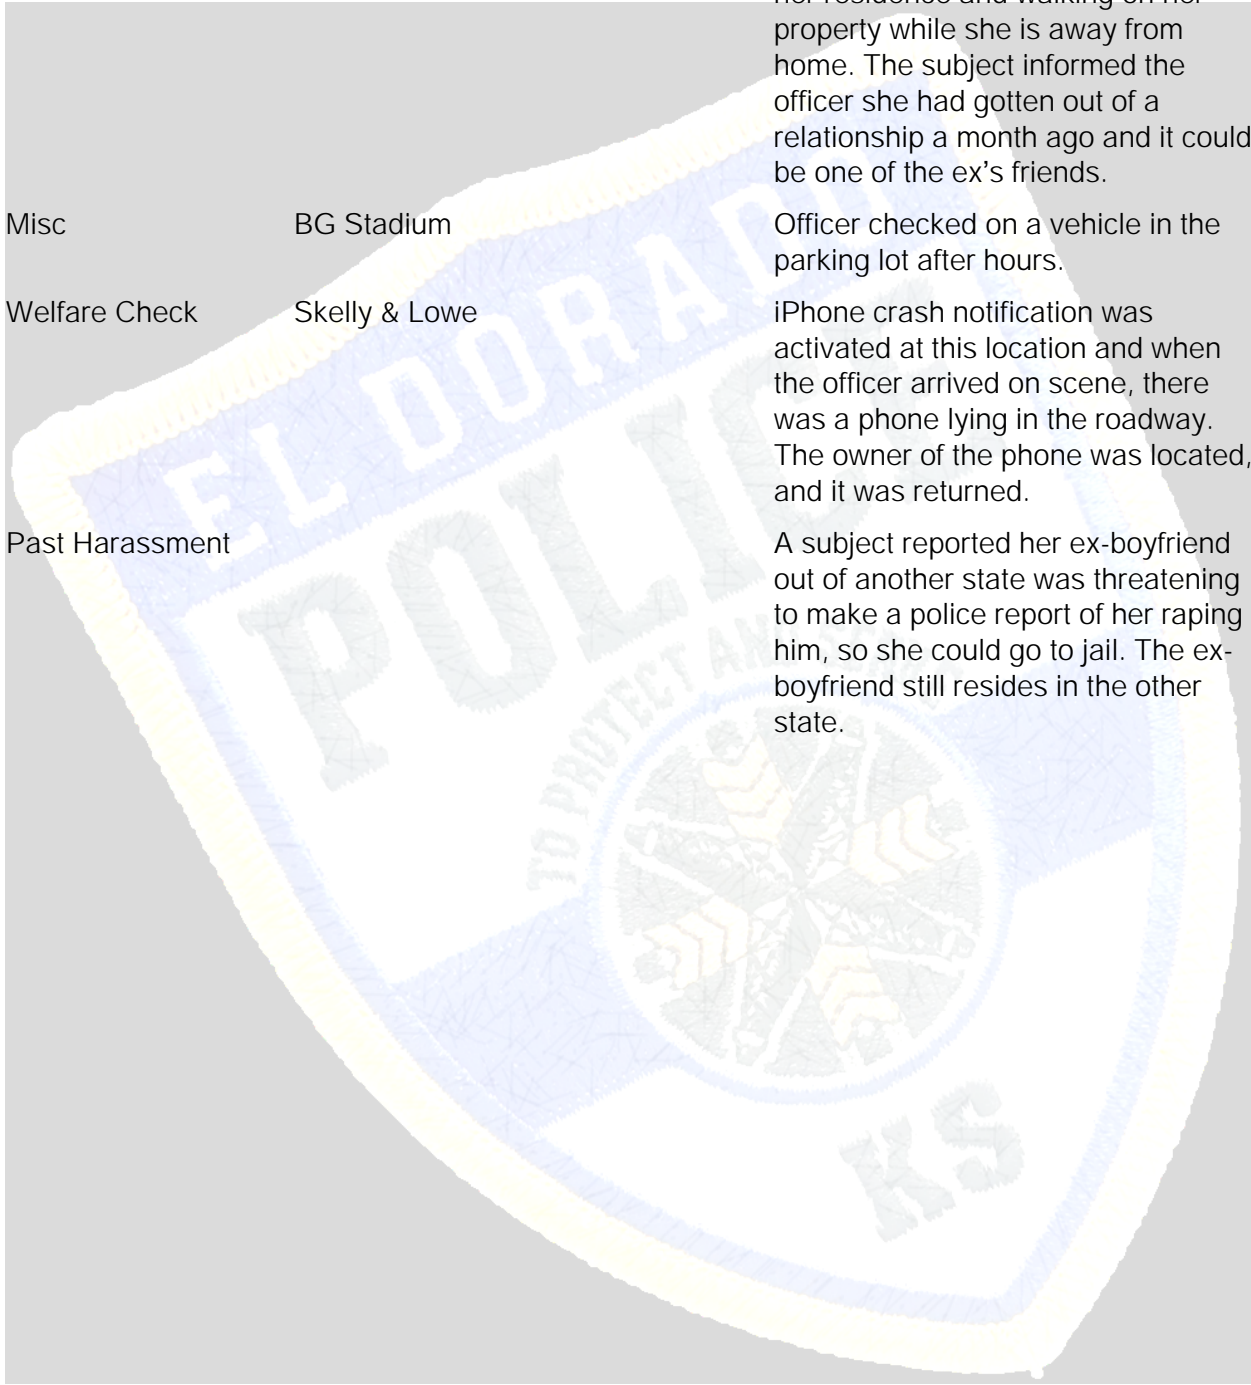 her residence and walking on her
property while she is away from
home. The subject informed the
officer she had gotten out of a
relationship a month ago and it could
be one of the ex's friends.
Misc BG Stadium Officer checked on a vehicle in the
parking lot after hours.
Welfare Check Skelly & Lowe iPhone crash notification was
activated at this location and when
the officer arrived on scene, there
was a phone lying in the roadway.
The owner of the phone was located,
and it was returned.
Past Harassment A subject reported her ex-boyfriend
out of another state was threatening
to make a police report of her raping
him, so she could go to jail. The ex-
boyfriend still resides in the other
state.
EL DORADO
POLICE
TO PROTECT AND
KS